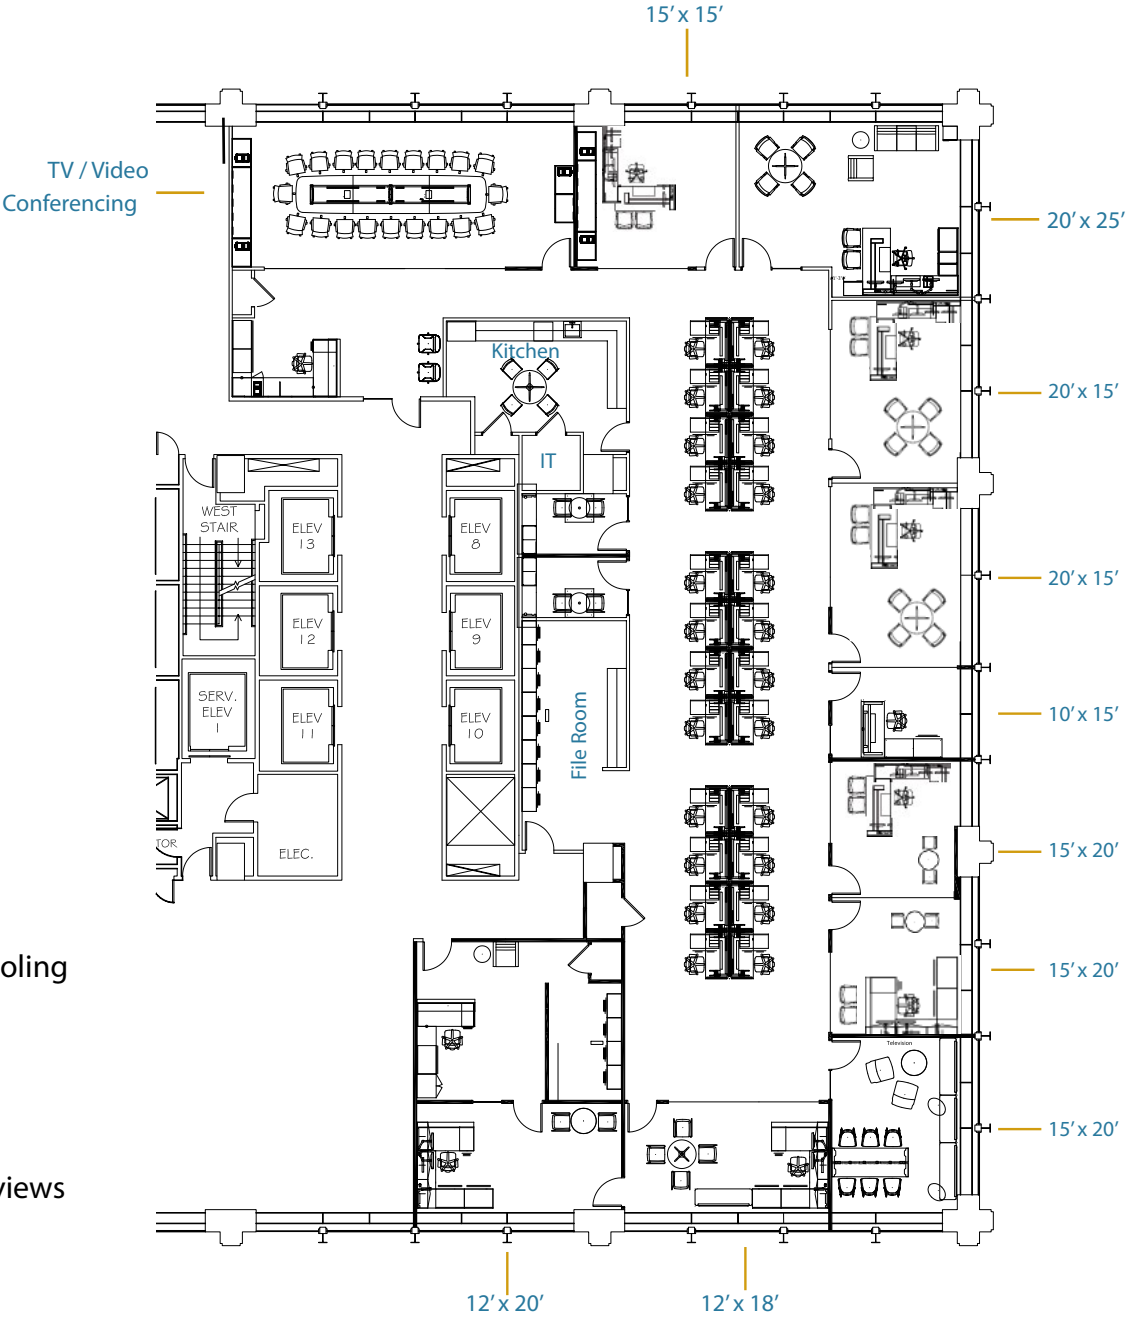 15’ x 15’
TV / Video
Conferencing
20’ x 25’
Kitchen
20’ x 15’
IT
WEST
STAIR
ELEV
13
ELEV
8
20’ x 15’
ELEV
12
ELEV
9
SERV.
ELEV
1
ELEV
11
ELEV
10
File Room
10’ x 15’
TOR
ELEC.
15’ x 20’
oling
15’ x 20’
Television
15’ x 20’
views
12’ x 20’
12’ x 18’